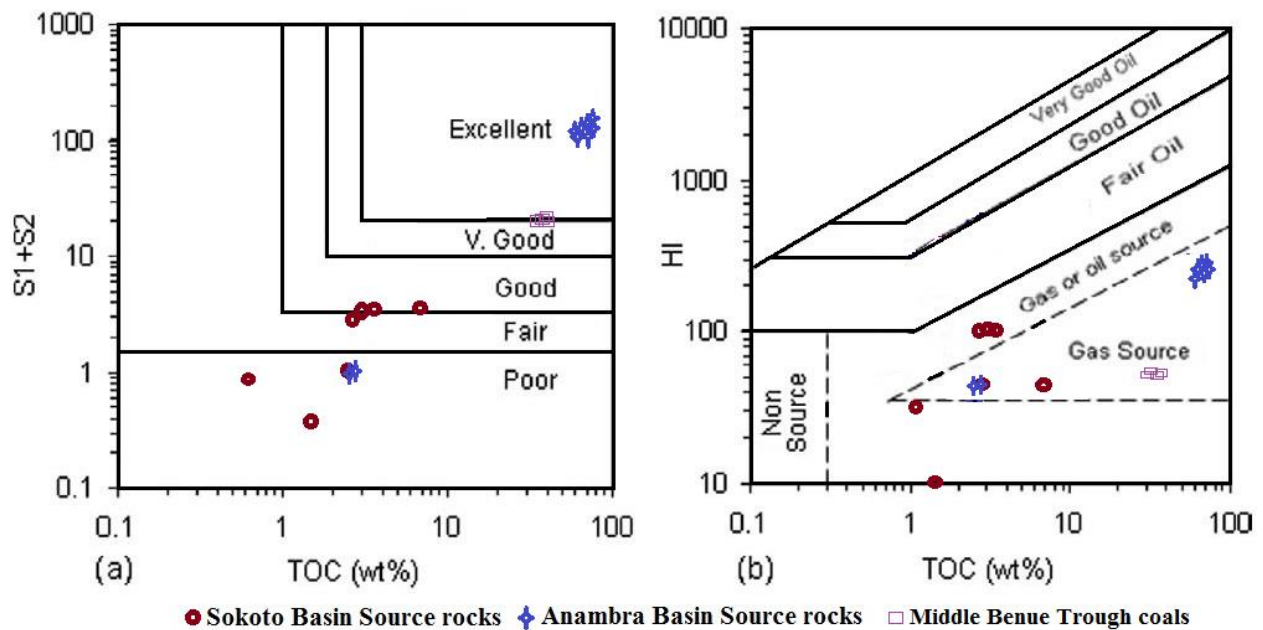 1000
100
10
1
0.1
S1+S2
Excellent
V. Good
Good
Fair
Poor
0.1 1 10 100
(a) TOC (wt%)
10000
1000
100
10
HI
Very Good Oil
Good Oil
Fair Oil
Gas or oil source
Gas Source
Non
Source
0.1 1 10 100
(b) TOC (wt%)
Sokoto Basin Source rocks Anambra Basin Source rocks Middle Benue Trough coals